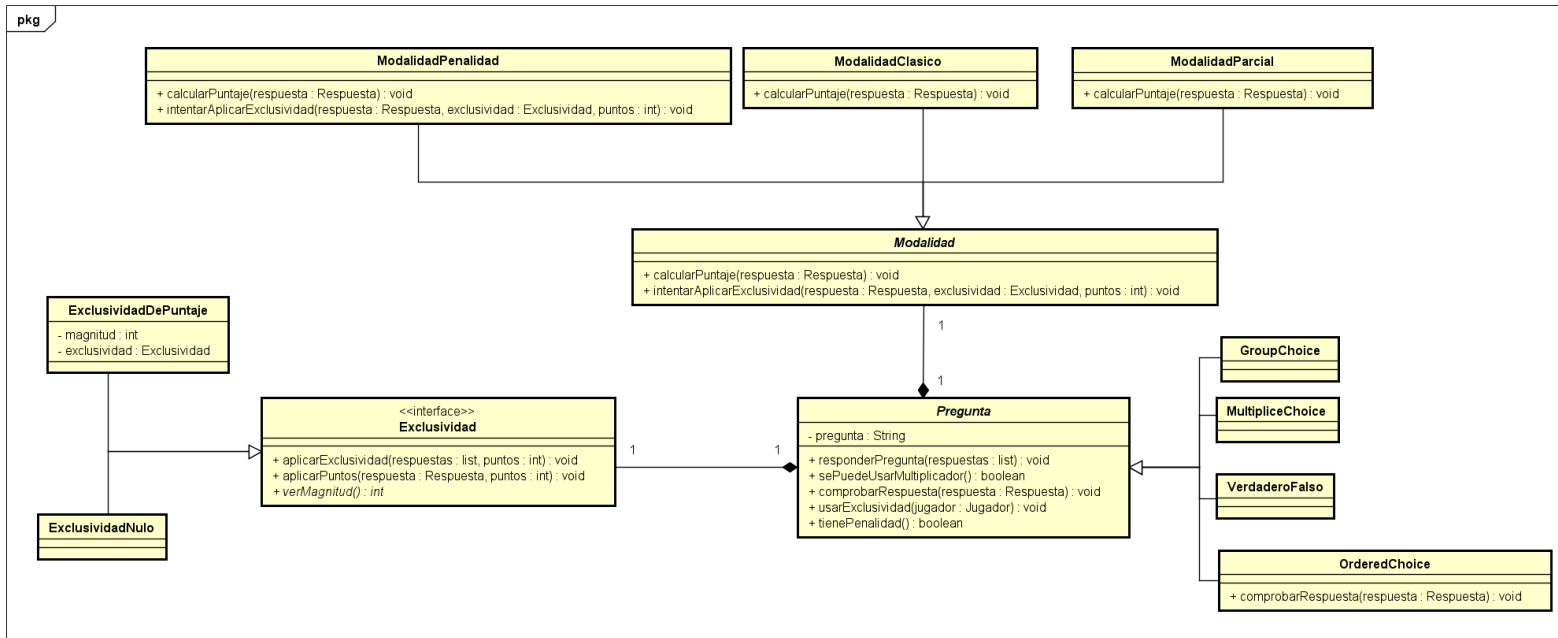 pkg
ModalidadPenalidad
+ calcularPuntaje(respuesta : Respuesta) : void
+ intentarAplicarExclusividad(respuesta : Respuesta, exclusividad : Exclusividad, puntos : int) : void
ModalidadClasico
+ calcularPuntaje(respuesta : Respuesta) : void
ModalidadParcial
+ calcularPuntaje(respuesta : Respuesta) : void
Modalidad
+ calcularPuntaje(respuesta : Respuesta) : void
+ intentarAplicarExclusividad(respuesta : Respuesta, exclusividad : Exclusividad, puntos : int) : void
1
1
ExclusividadDePuntaje
- magnitud : int
- exclusividad : Exclusividad
<<interface>>
Exclusividad
+ aplicarExclusividad(respuestas : list, puntos : int) : void
+ aplicarPuntos(respuesta : Respuesta, puntos : int) : void
+ verMagnitud() : int
1
1
Pregunta
- pregunta : String
+ responderPregunta(respuestas : list) : void
+ sePuedeUsarMultiplicador() : boolean
+ comprobarRespuesta(respuesta : Respuesta) : void
+ usarExclusividad(jugador : Jugador) : void
+ tienePenalidad() : boolean
GroupChoice
MultipliceChoice
VerdaderoFalso
OrderedChoice
+ comprobarRespuesta(respuesta : Respuesta) : void
ExclusividadNulo